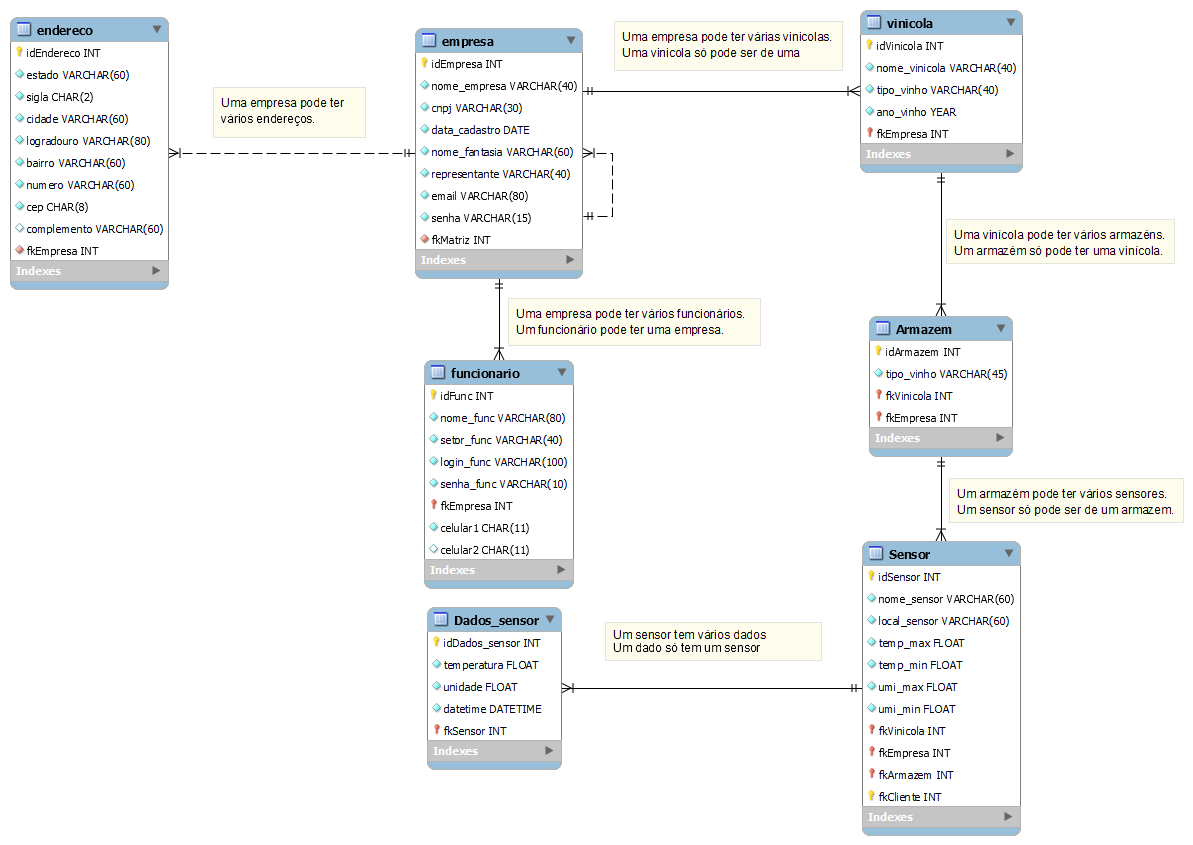 endereco
idEndereco INT
estado VARCHAR(60)
sigla CHAR(2)
cidade VARCHAR(60)
logradouro VARCHAR(80)
bairro VARCHAR(60)
numero VARCHAR(60)
cep CHAR(8)
complemento VARCHAR(60)
fkEmpresa INT
Indexes
Uma empresa pode ter
vários endereços.
empresa
idEmpresa INT
nome_empresa VARCHAR(40)
cnpj VARCHAR(30)
data_cadastro DATE
nome_fantasia VARCHAR(60)
representante VARCHAR(40)
email VARCHAR(80)
senha VARCHAR(15)
fkMatriz INT
Indexes
Uma empresa pode ter várias vinicolas.
Uma vinicola só pode ser de uma
vinicola
idVinicola INT
nome_vinicola VARCHAR(40)
tipo_vinho VARCHAR(40)
ano_vinho YEAR
fkEmpresa INT
Indexes
Uma vinícola pode ter vários armazéns.
Um armazém só pode ter uma vinícola.
Uma empresa pode ter vários funcionários.
Um funcionário pode ter uma empresa.
Armazem
idArmazem INT
tipo_vinho VARCHAR(45)
fkVinicola INT
fkEmpresa INT
Indexes
funcionario
idFunc INT
nome_func VARCHAR(80)
setor_func VARCHAR(40)
login_func VARCHAR(100)
senha_func VARCHAR(10)
fkEmpresa INT
celular1 CHAR(11)
celular2 CHAR(11)
Indexes
Um armazém pode ter vários sensores.
Um sensor só pode ser de um armazem.
Sensor
idSensor INT
nome_sensor VARCHAR(60)
local_sensor VARCHAR(60)
temp_max FLOAT
temp_min FLOAT
umi_max FLOAT
umi_min FLOAT
fkVinicola INT
fkEmpresa INT
fkArmazem INT
fkCliente INT
Indexes
Dados_sensor
idDados_sensor INT
temperatura FLOAT
unidade FLOAT
datetime DATETIME
fkSensor INT
Indexes
Um sensor tem vários dados
Um dado só tem um sensor